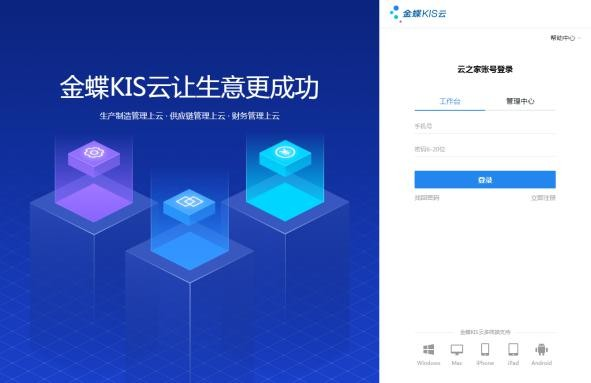 金蝶KIS云让生意更成功
生产制造管理上云 · 供应链管理上云 · 财务管理上云
金蝶KIS云
帮助中心
云之家账号登录
工作台
管理中心
手机号
密码6-20位
登录
找回密码
立即注册
金蝶KIS云多终端支持
Windows
Mac
iPhone
iPad
Android